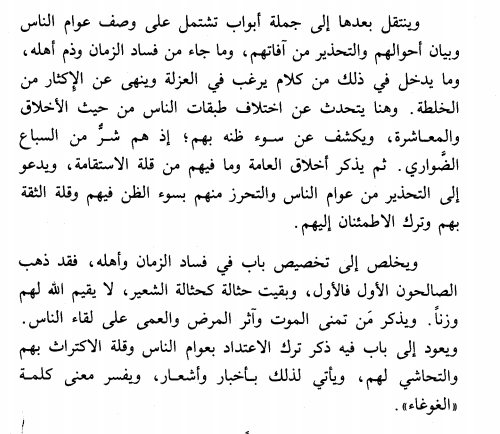 وينتقل بعدها إلى جملة أبواب تشتمل على وصف عوام الناس
وبيان أحوالهم والتحذير من آفاتهم، وما جاء من فساد الزمان وذم أهله،
وما يدخل في ذلك من كلام يرغب في العزلة وينهى عن الإكثار من
الخلطة. وهنا يتحدث عن اختلاف طبقات الناس من حيث الأخلاق
والمعاشرة، ويكشف عن سوء ظنه بهم؛ إذ هم شرٌّ من السباع
الضَّواري. ثم يذكر أخلاق العامة وما فيهم من قلة الاستقامة، ويدعو
إلى التحذير من عوام الناس والتحرز منهم بسوء الظن فيهم وقلة الثقة
بهم وترك الاطمئنان إليهم.
ويخلص إلى تخصيص باب في فساد الزمان وأهله، فقد ذهب
الصالحون الأول فالأول، وبقيت حثالة كحثالة الشعير، لا يقيم الله لهم
وزناً. ويذكر مَن تمنى الموت وآثر المرض والعمى على لقاء الناس.
ويعود إلى باب فيه ذكر ترك الاعتداد بعوام الناس وقلة الاكتراث بهم
والتحاشي لهم، ويأتي لذلك بأخبار وأشعار، ويفسر معنى كلمة
«الغوغاء».